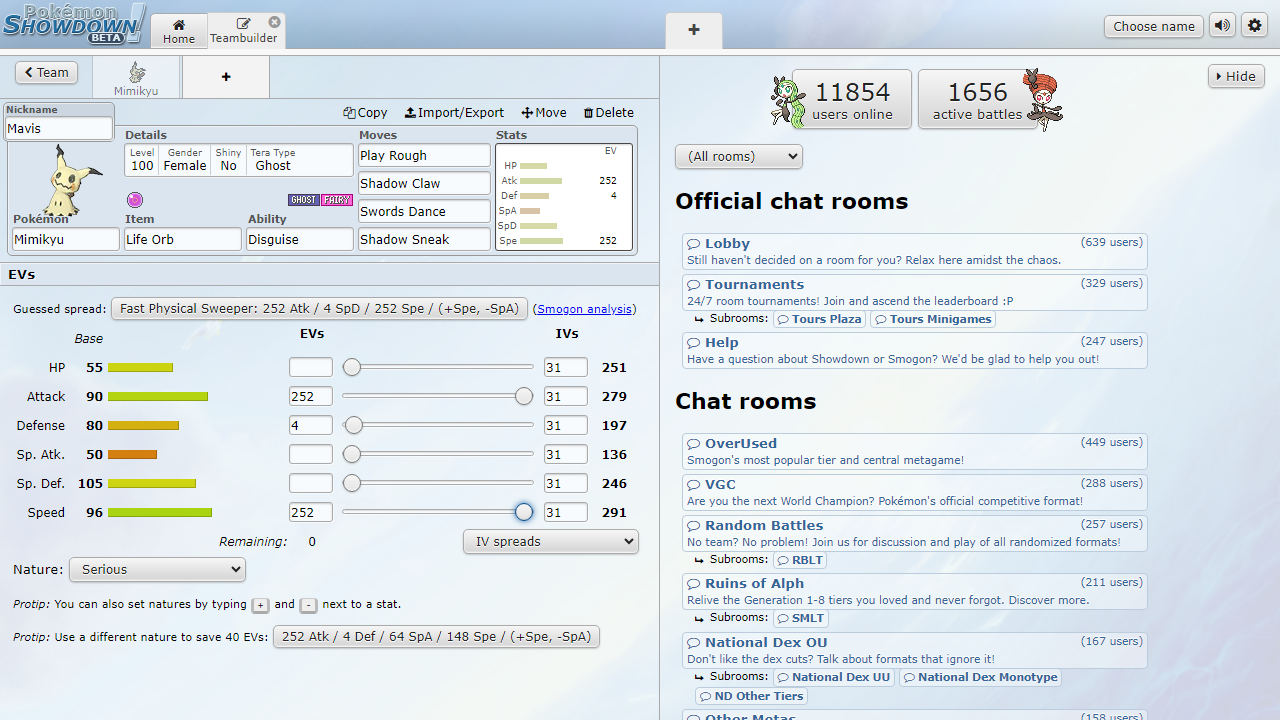 Pokémon
SHOWDOWN!
BETA
Home
Teambuilder
+
Choose name
Team
Mimikyu
+
Nickname
Mavis
Copy
Import/Export
Move
Delete
Details
Level
100
Gender
Female
Shiny
No
Tera Type
Ghost
GHOST FAIRY
Pokémon
Mimikyu
Item
Life Orb
Ability
Disguise
Moves
Play Rough
Shadow Claw
Swords Dance
Shadow Sneak
Stats
EV
HP
Atk 252
Def 4
SpA
SpD
Spe 252
EVs
Guessed spread: Fast Physical Sweeper: 252 Atk / 4 SpD / 252 Spe / (+Spe, -SpA) (Smogon analysis)
Base EVs IVs
HP 55 31 251
Attack 90 252 31 279
Defense 80 4 31 197
Sp. Atk. 50 31 136
Sp. Def. 105 31 246
Speed 96 252 31 291
Remaining: 0 IV spreads
Nature: Serious
Protip: You can also set natures by typing + and - next to a stat.
Protip: Use a different nature to save 40 EVs: 252 Atk / 4 Def / 64 SpA / 148 Spe / (+Spe, -SpA)
11854
users online
1656
active battles
Hide
(All rooms)
Official chat rooms
Lobby (639 users)
Still haven't decided on a room for you? Relax here amidst the chaos.
Tournaments (329 users)
24/7 room tournaments! Join and ascend the leaderboard :P
Subrooms: Tours Plaza Tours Minigames
Help (247 users)
Have a question about Showdown or Smogon? We'd be glad to help you out!
Chat rooms
OverUsed (449 users)
Smogon's most popular tier and central metagame!
VGC (288 users)
Are you the next World Champion? Pokémon's official competitive format!
Random Battles (257 users)
No team? No problem! Join us for discussion and play of all randomized formats!
Subrooms: RBLT
Ruins of Alph (211 users)
Relive the Generation 1-8 tiers you loved and never forgot. Discover more.
Subrooms: SMLT
National Dex OU (167 users)
Don't like the dex cuts? Talk about formats that ignore it!
Subrooms: National Dex UU National Dex Monotype
ND Other Tiers
Other Metas (158 users)